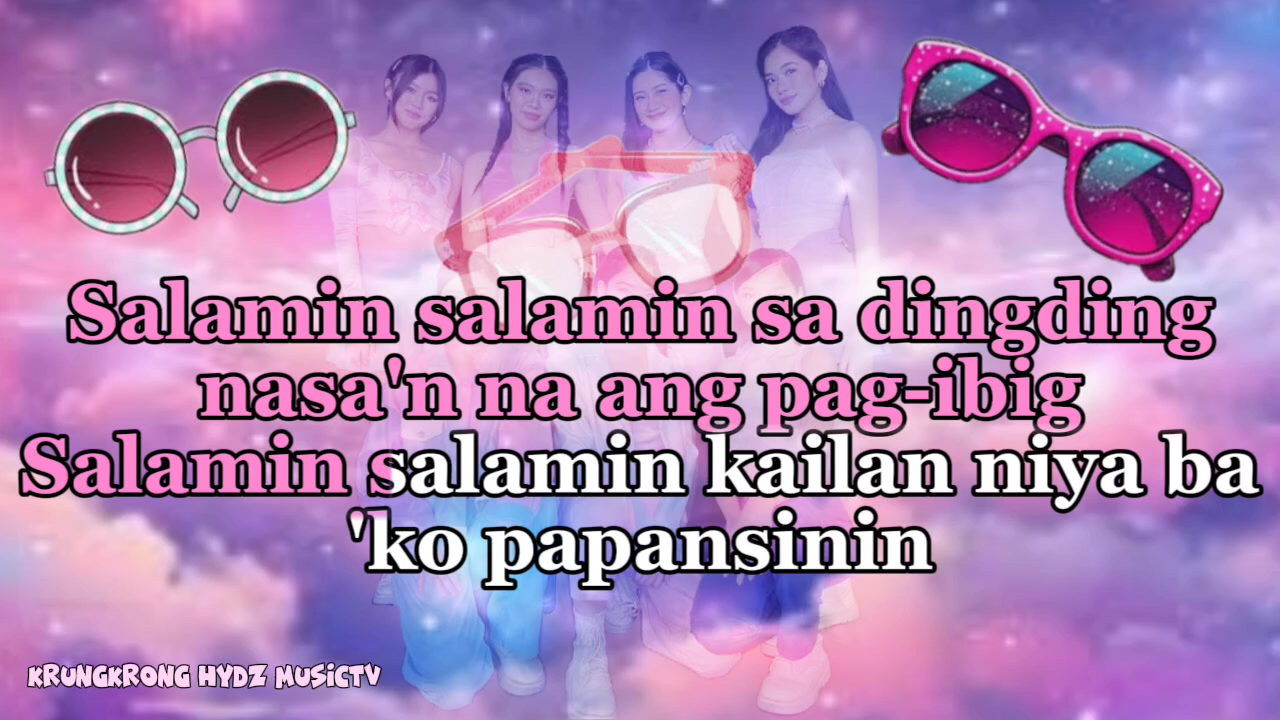 Salamin salamin sa dingding
nasa'n na ang pag-ibig
Salamin salamin kailan niya ba
'ko papansinin
KRUNGKRONG HYDZ MUSICTV